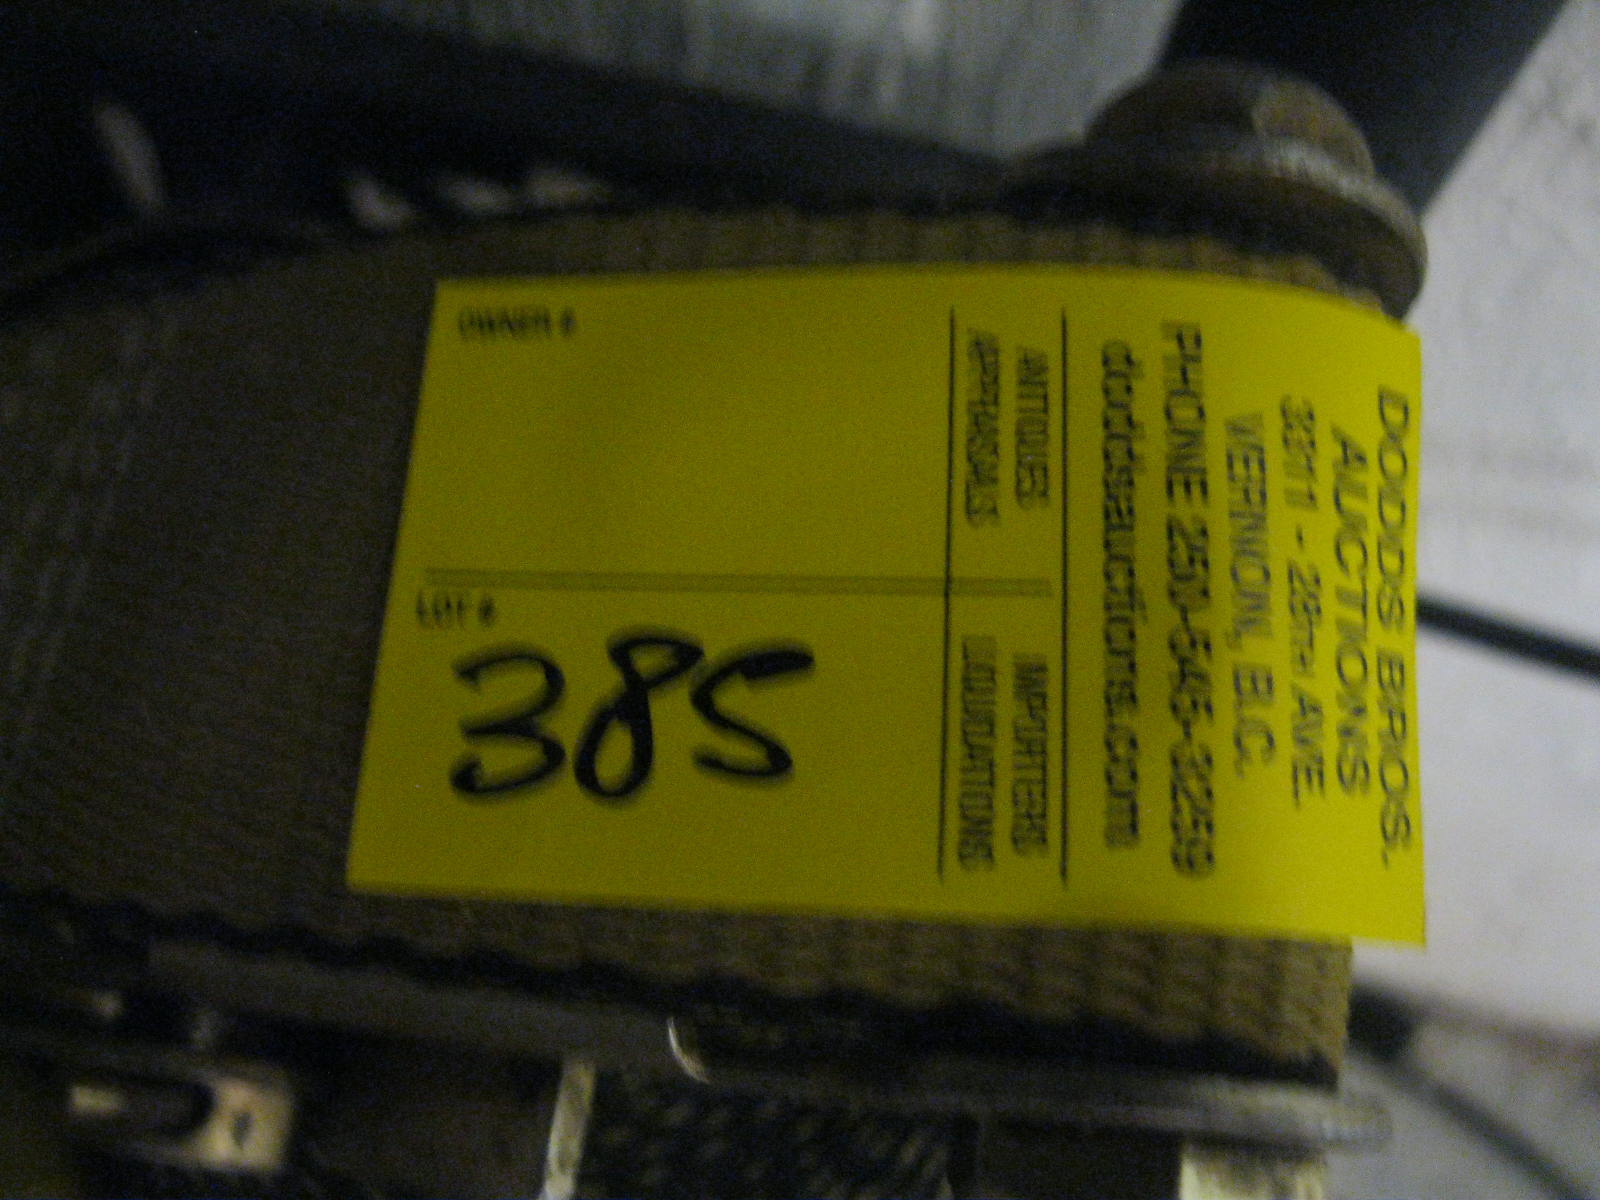 DODDS BROS.
AUCTIONS
3311 - 28TH AVE.
VERNON, B.C.
PHONE 250-545-3259
doddsauctions.com
ANTIQUES IMPORTERS
APPRAISALS LIQUIDATIONS
OWNER #
LOT #
385